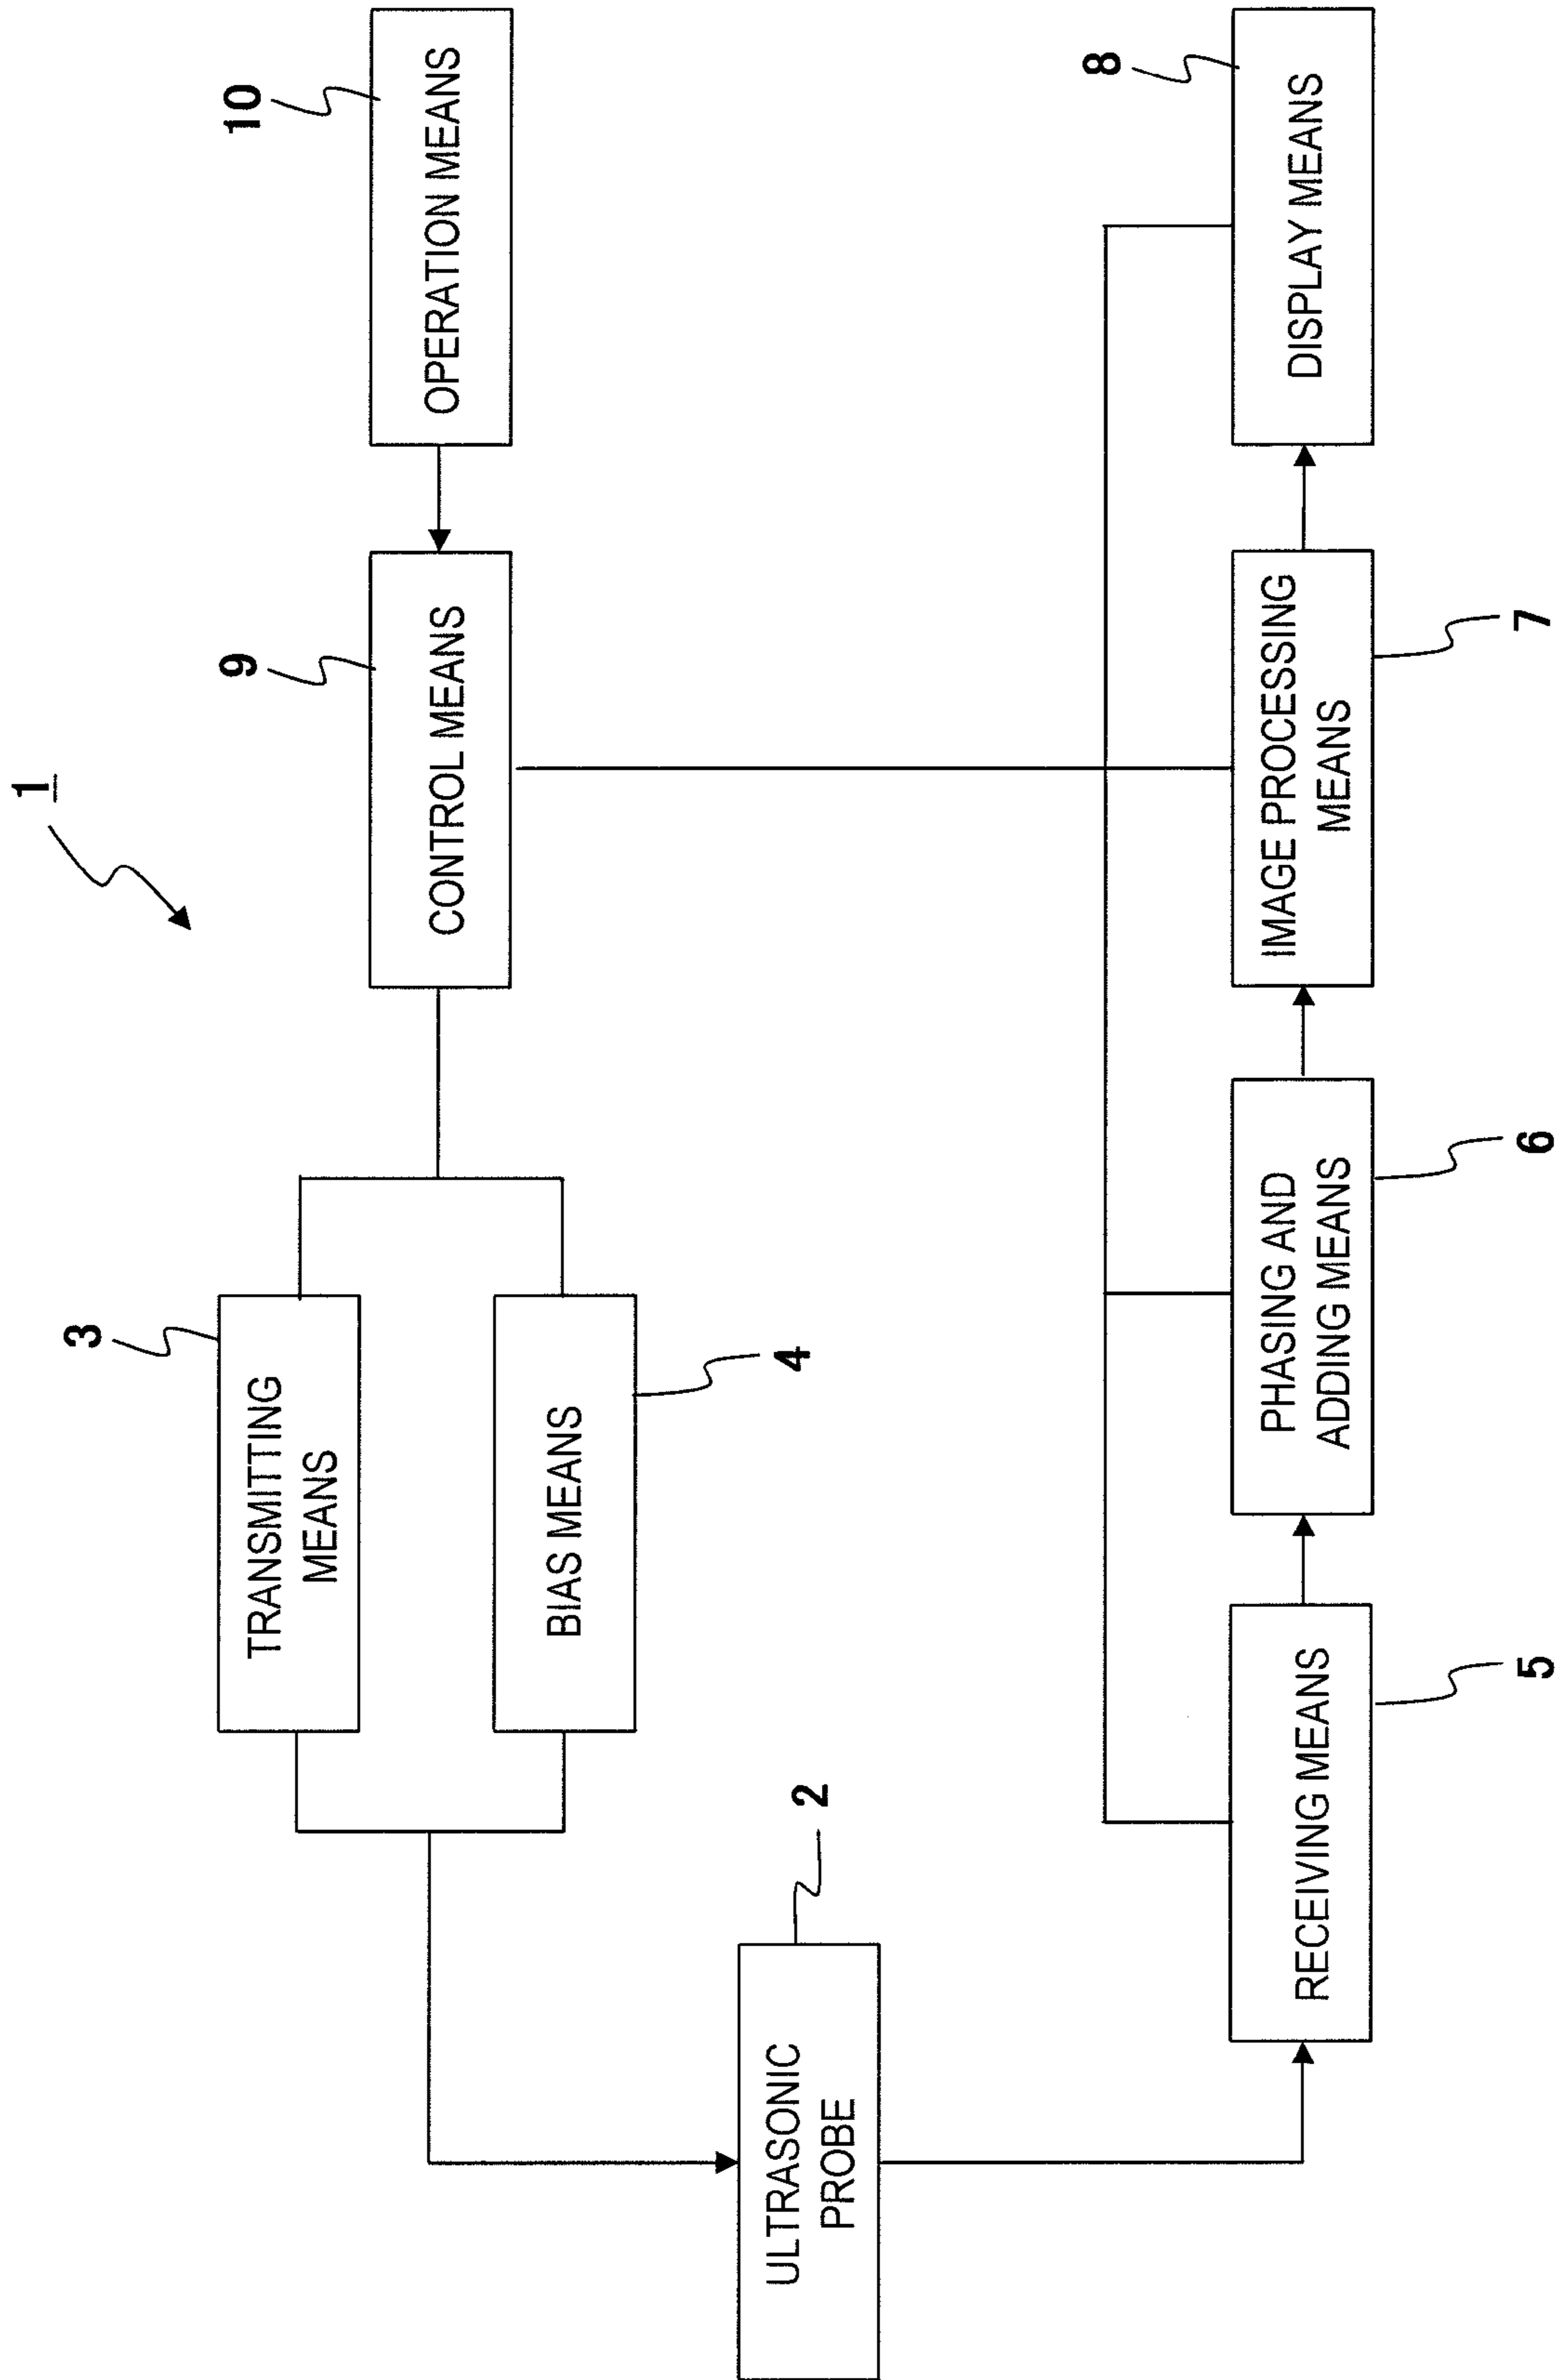 1
10
OPERATION MEANS
9
CONTROL MEANS
3
TRANSMITTING
MEANS
4
BIAS MEANS
2
ULTRASONIC
PROBE
5
RECEIVING MEANS
6
PHASING AND
ADDING MEANS
7
IMAGE PROCESSING
MEANS
8
DISPLAY MEANS